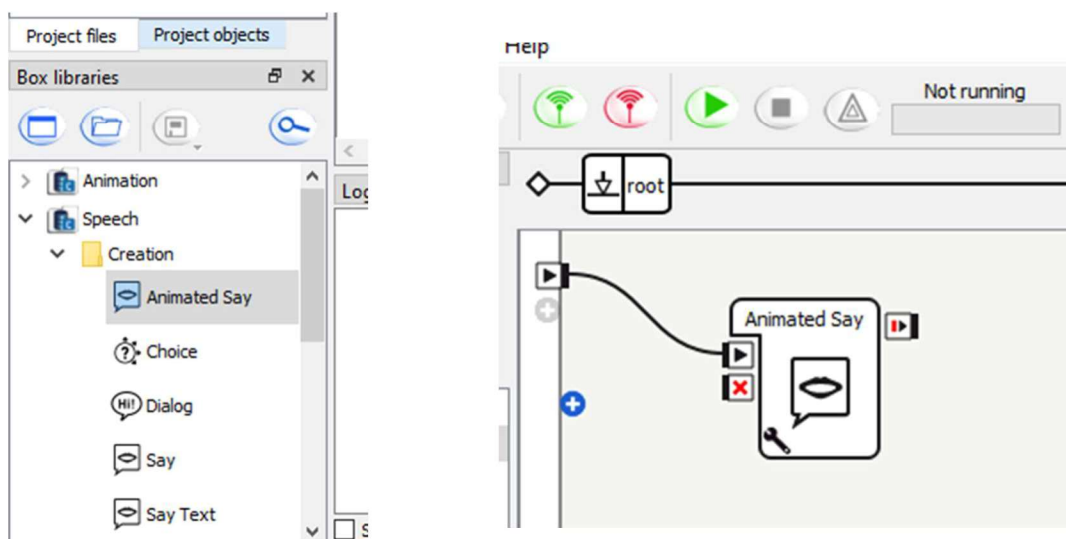 Project files Project objects
Box libraries
Animation
Speech
Creation
Animated Say
Choice
Hi! Dialog
Say
Say Text
Log
Help
Not running
root
Animated Say